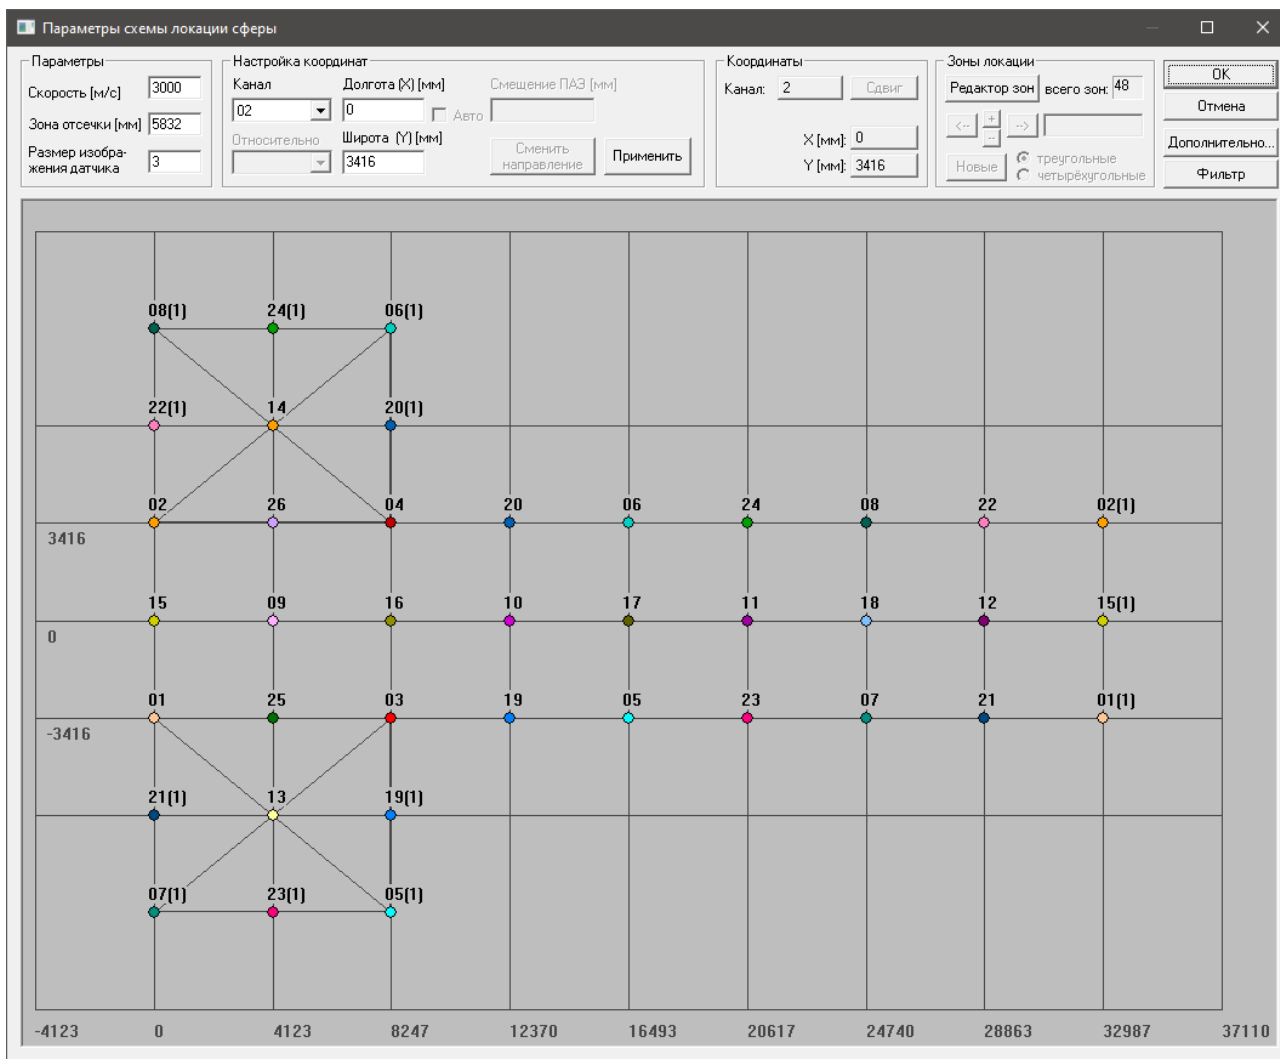 Параметры схемы локации сферы
Параметры
Скорость [м/с] 3000
Зона отсечки [мм] 5832
Размер изобра-
жения датчика 3
Настройка координат
Канал
02
Относительно
Долгота (X) [мм]
0
Авто
Широта (Y) [мм]
3416
Смещение ПАЭ [мм]
Сменить
направление
Применить
Координаты
Канал: 2 Сдвиг
X [мм]: 0
Y [мм]: 3416
Зоны локации
Редактор зон всего зон: 48
<-- + - -->
Новые
треугольные
четырёхугольные
OK
Отмена
Дополнительно...
Фильтр
08(1) 24(1) 06(1)
22(1) 14 20(1)
02 26 04 20 06 24 08 22 02(1)
3416
15 09 16 10 17 11 18 12 15(1)
0
01 25 03 19 05 23 07 21 01(1)
-3416
21(1) 13 19(1)
07(1) 23(1) 05(1)
-4123 0 4123 8247 12370 16493 20617 24740 28863 32987 37110